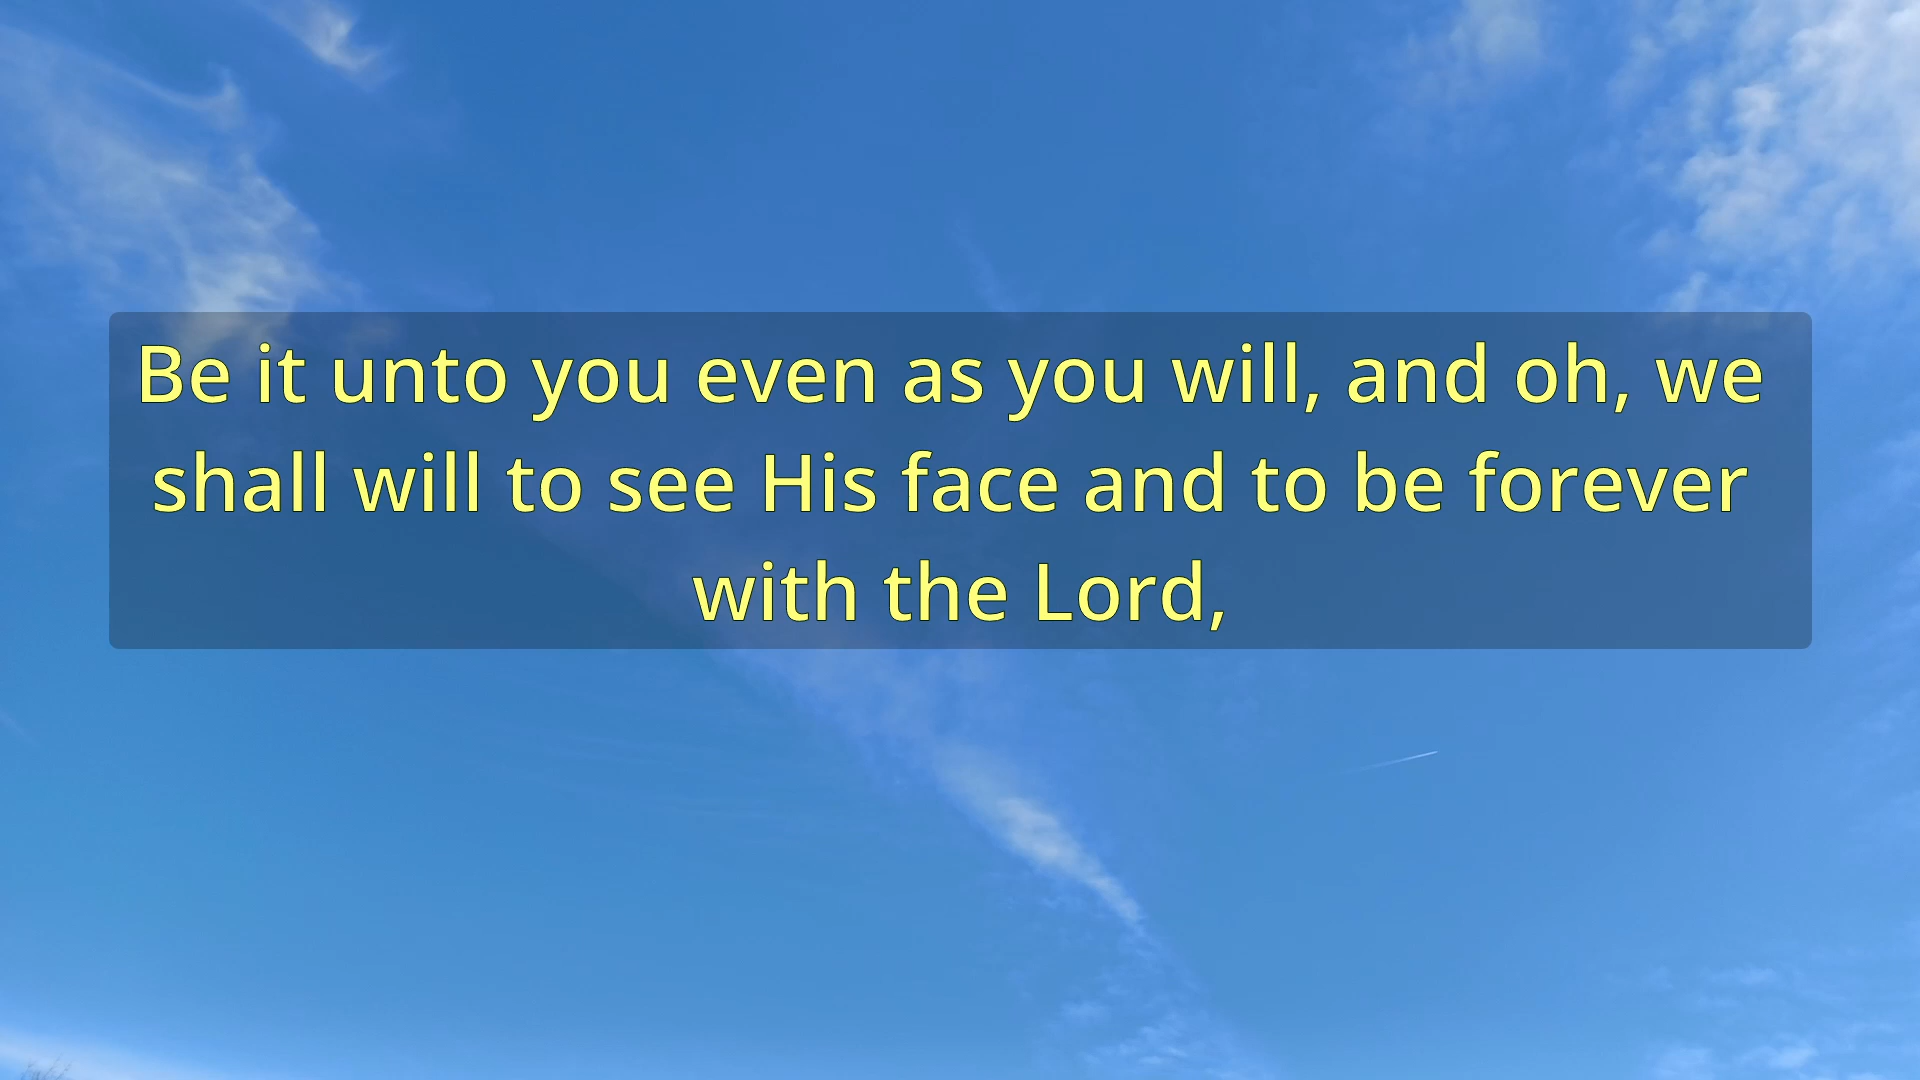 Be it unto you even as you will, and oh, we
shall will to see His face and to be forever
with the Lord,